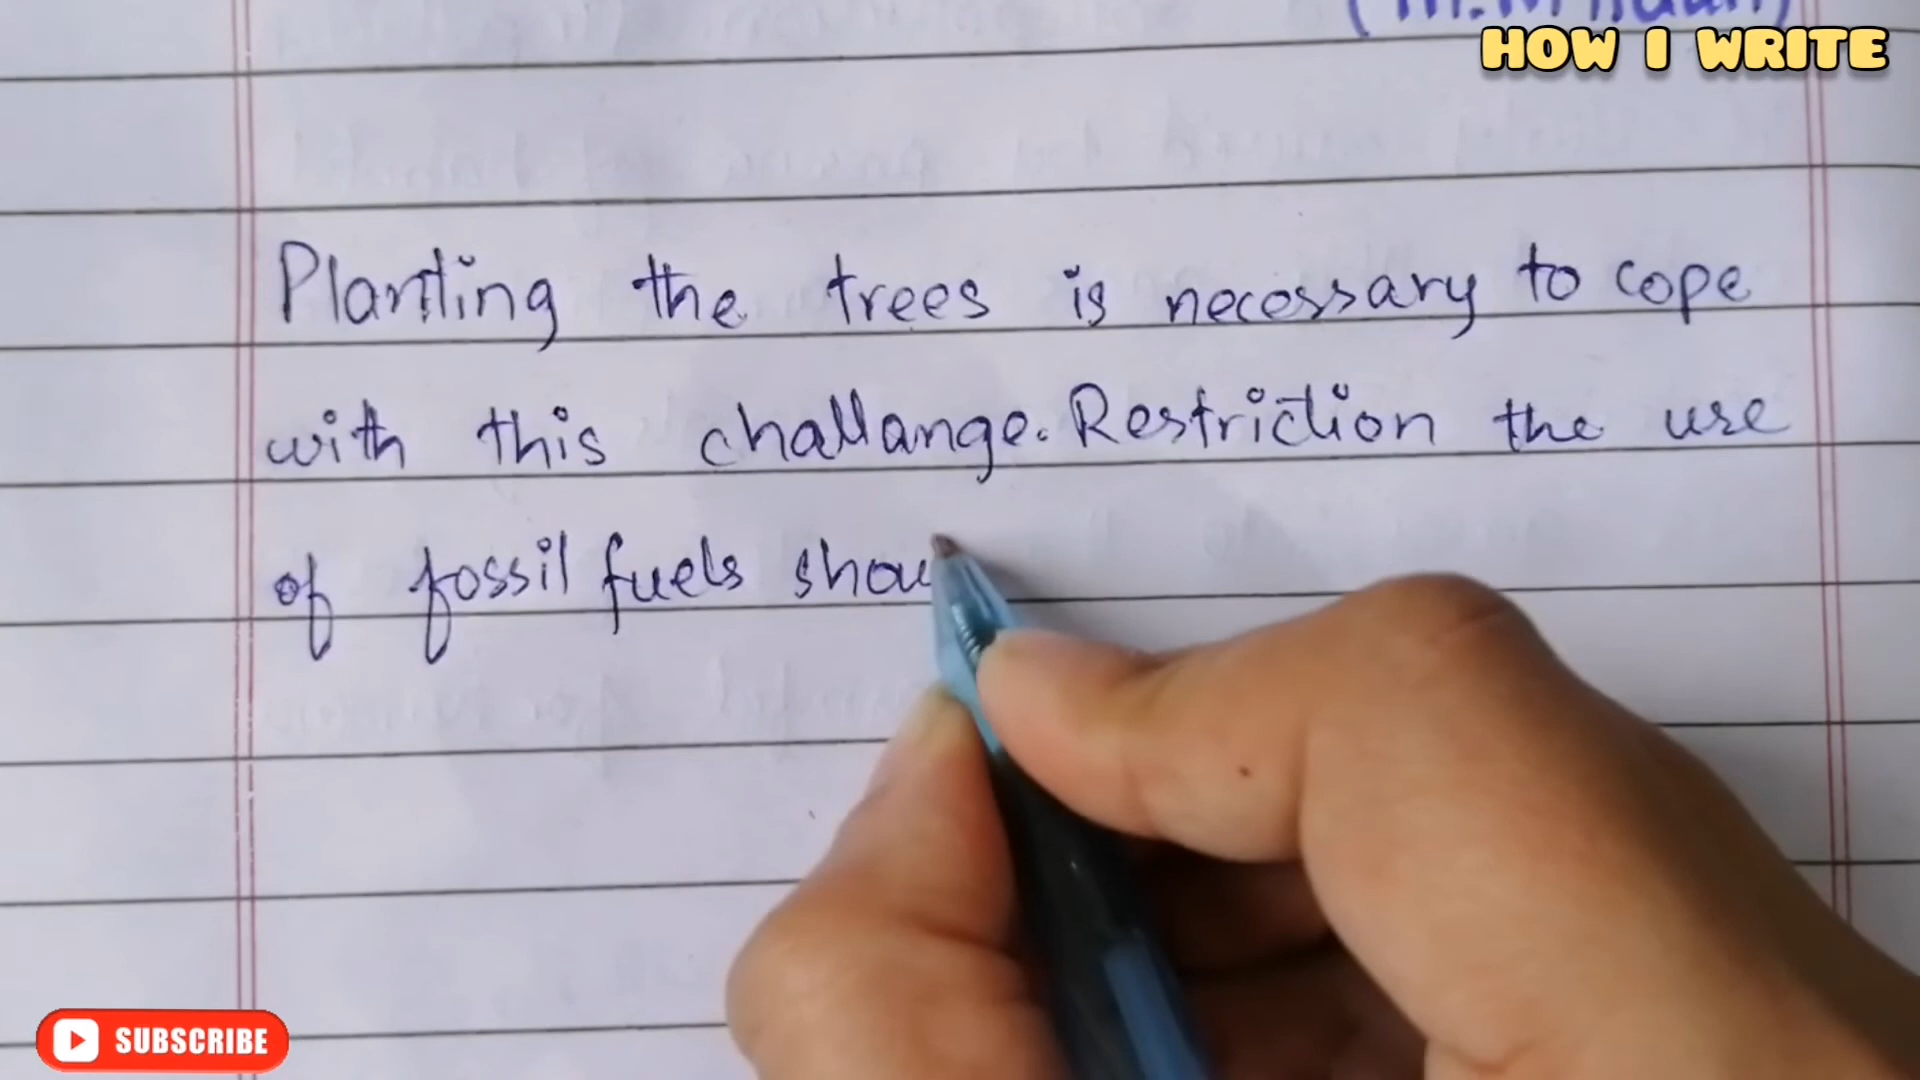 HOW I WRITE
Planting the trees is necessary to cope
with this challange. Restriction the use
of fossil fuels shou
SUBSCRIBE